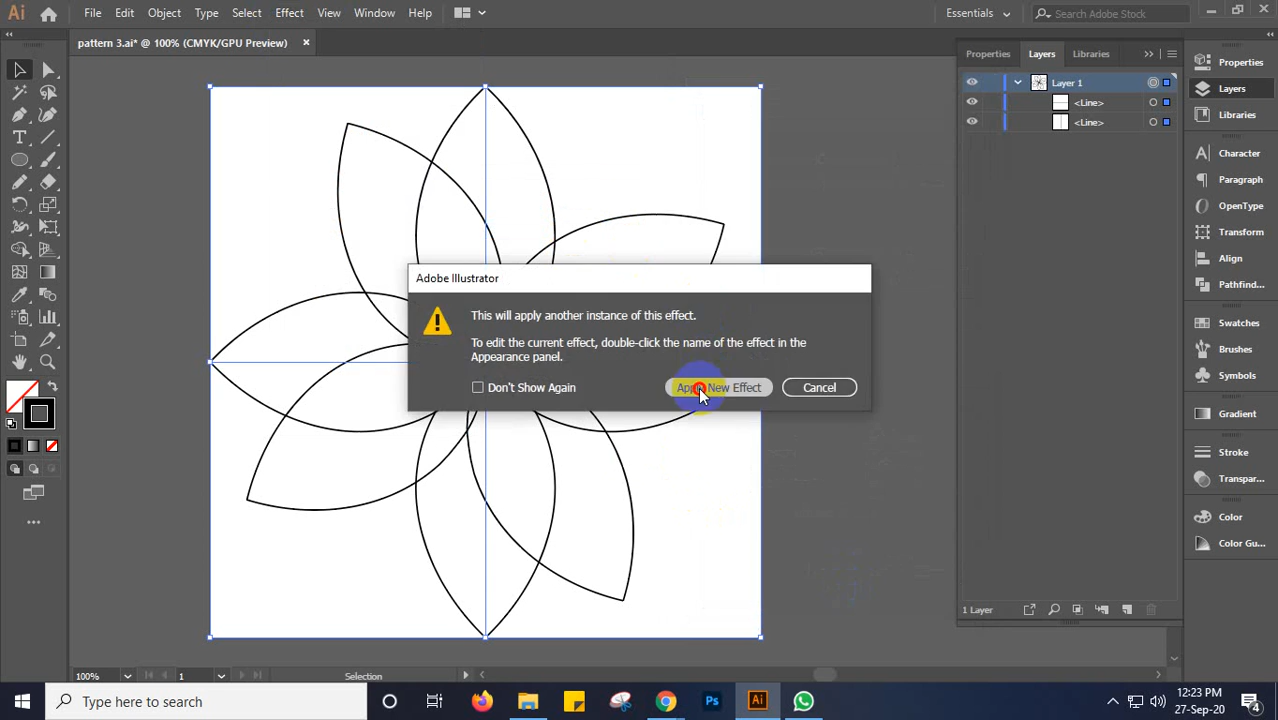 Ai File Edit Object Type Select Effect View Window Help Essentials Search Adobe Stock
pattern 3.ai* @ 100% (CMYK/GPU Preview) ×
Properties Layers Libraries
Layer 1
<Line>
<Line>
Properties
Layers
Libraries
Character
Paragraph
OpenType
Transform
Align
Pathfind...
Swatches
Brushes
Symbols
Gradient
Stroke
Transpar...
Color
Color Gu...
Adobe Illustrator
This will apply another instance of this effect.
To edit the current effect, double-click the name of the effect in the
Appearance panel.
Don't Show Again
Apply New Effect
Cancel
1 Layer
100% 1 Selection
Type here to search
Ps Ai
12:23 PM
27-Sep-20
4